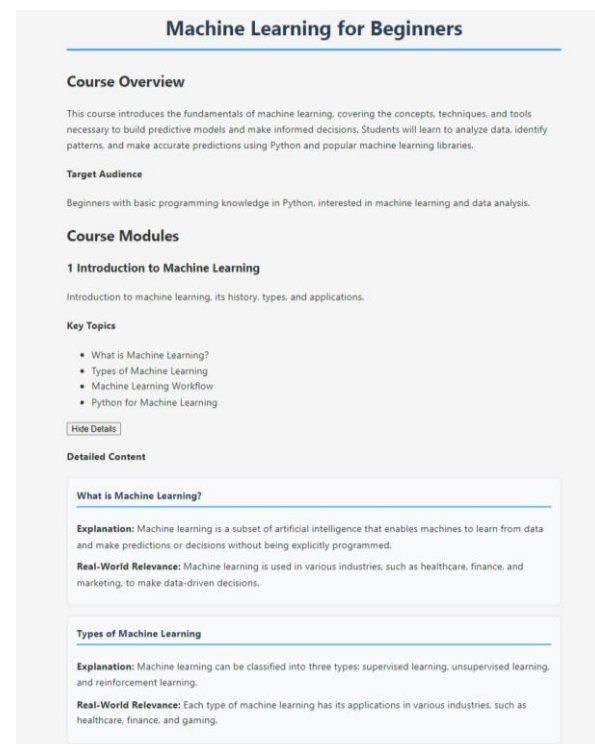 Machine Learning for Beginners
Course Overview
This course introduces the fundamentals of machine learning, covering the concepts, techniques, and tools
necessary to build predictive models and make informed decisions. Students will learn to analyze data, identify
patterns, and make accurate predictions using Python and popular machine learning libraries.
Target Audience
Beginners with basic programming knowledge in Python, interested in machine learning and data analysis.
Course Modules
1 Introduction to Machine Learning
Introduction to machine learning, its history, types, and applications.
Key Topics
• What is Machine Learning?
• Types of Machine Learning
• Machine Learning Workflow
• Python for Machine Learning
Hide Details
Detailed Content
What is Machine Learning?
Explanation: Machine learning is a subset of artificial intelligence that enables machines to learn from data
and make predictions or decisions without being explicitly programmed.
Real-World Relevance: Machine learning is used in various industries, such as healthcare, finance, and
marketing, to make data-driven decisions.
Types of Machine Learning
Explanation: Machine learning can be classified into three types: supervised learning, unsupervised learning,
and reinforcement learning.
Real-World Relevance: Each type of machine learning has its applications in various industries, such as
healthcare, finance, and gaming.